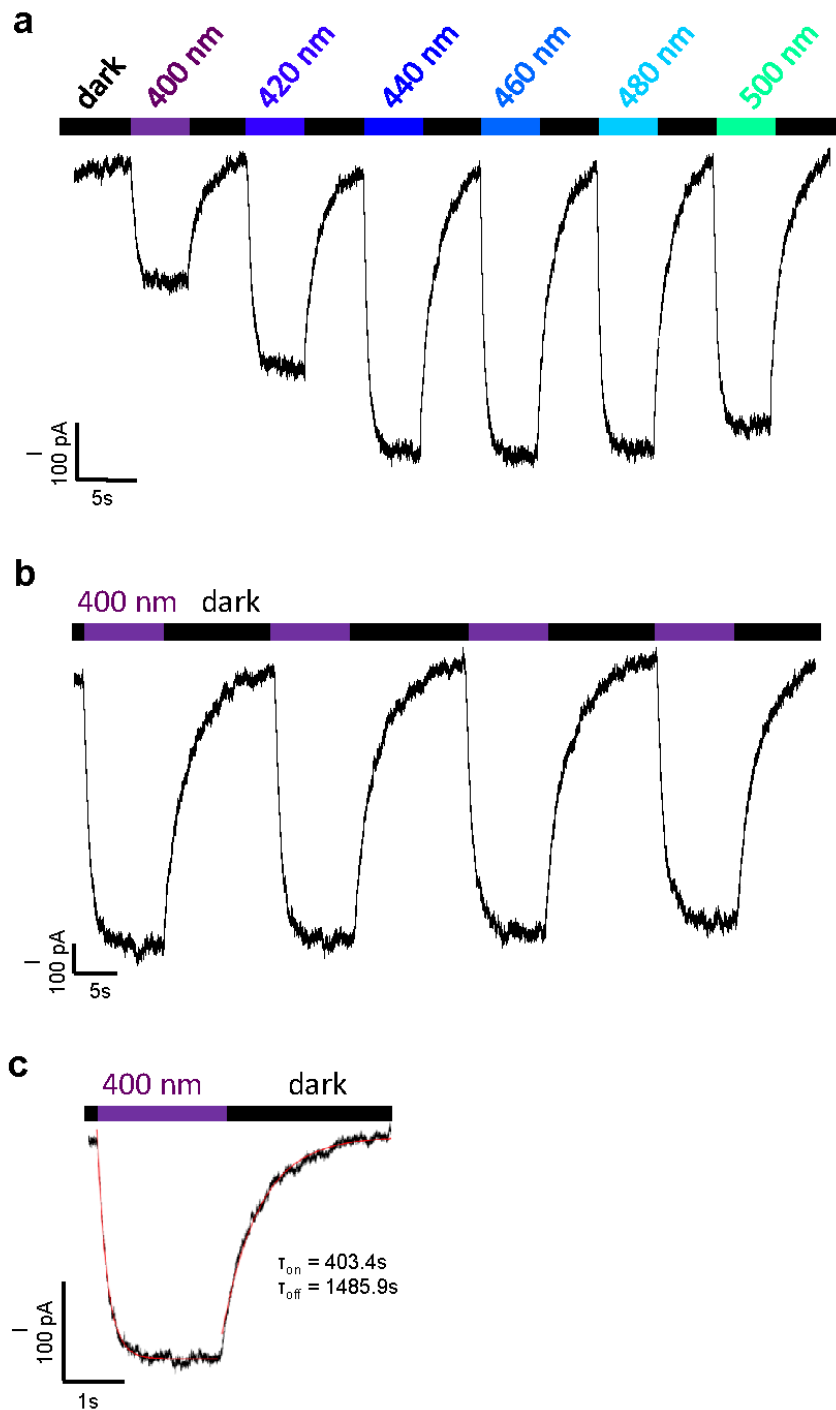 a
dark 400 nm 420 nm 440 nm 460 nm 480 nm 500 nm
I
100 pA
5s
b
400 nm dark
I
100 pA
5s
c
400 nm dark
τon = 403.4s
τoff = 1485.9s
I
100 pA
1s